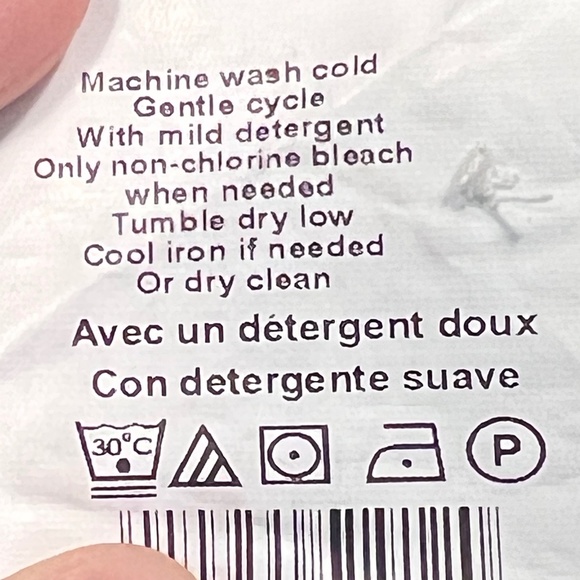 Machine wash cold
Gentle cycle
With mild detergent
Only non-chlorine bleach
when needed
Tumble dry low
Cool iron if needed
Or dry clean
Avec un détergent doux
Con detergente suave
30°C P